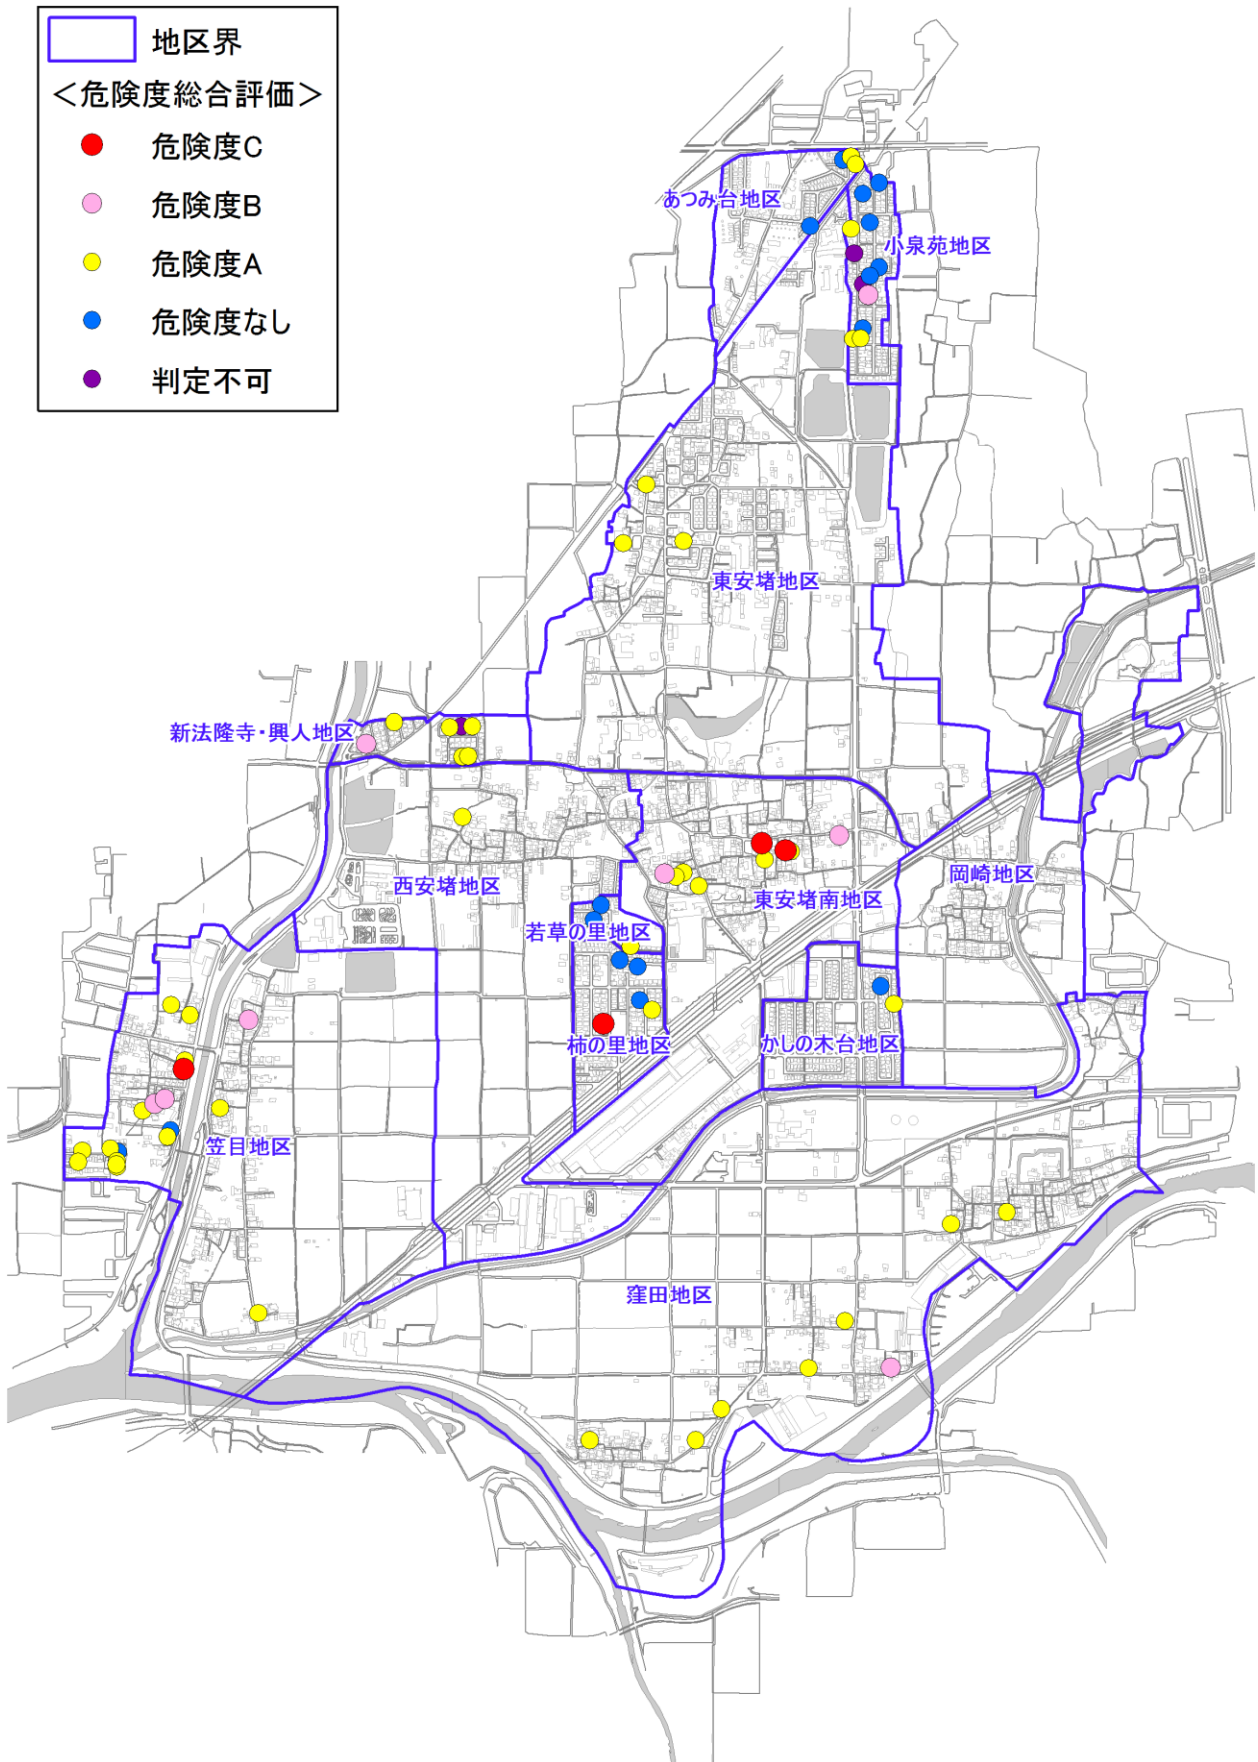 地区界
＜危険度総合評価＞
危険度C
危険度B
危険度A
危険度なし
判定不可
あつみ台地区
小泉苑地区
東安堵地区
新法隆寺・興人地区
西安堵地区
東安堵南地区
岡崎地区
若草の里地区
柿の里地区
かしの木台地区
笠目地区
窪田地区